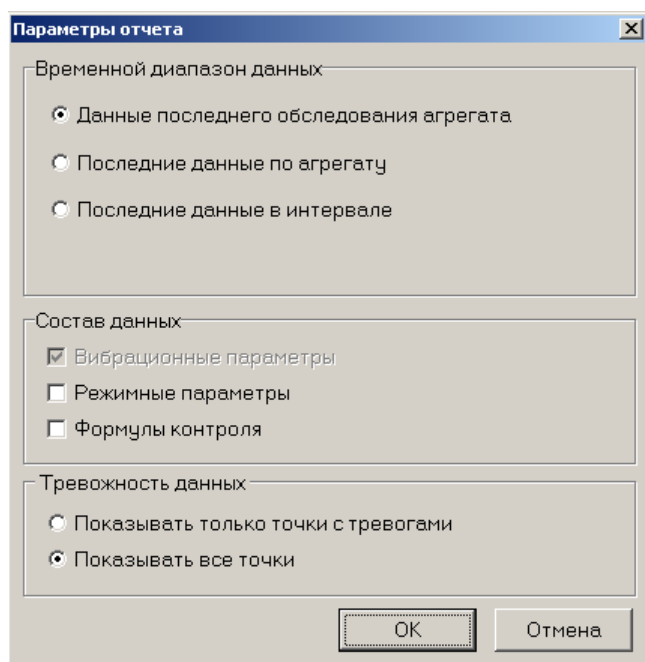 Параметры отчета
Временной диапазон данных
Данные последнего обследования агрегата
Последние данные по агрегату
Последние данные в интервале
Состав данных
Вибрационные параметры
Режимные параметры
Формулы контроля
Тревожность данных
Показывать только точки с тревогами
Показывать все точки
OK
Отмена